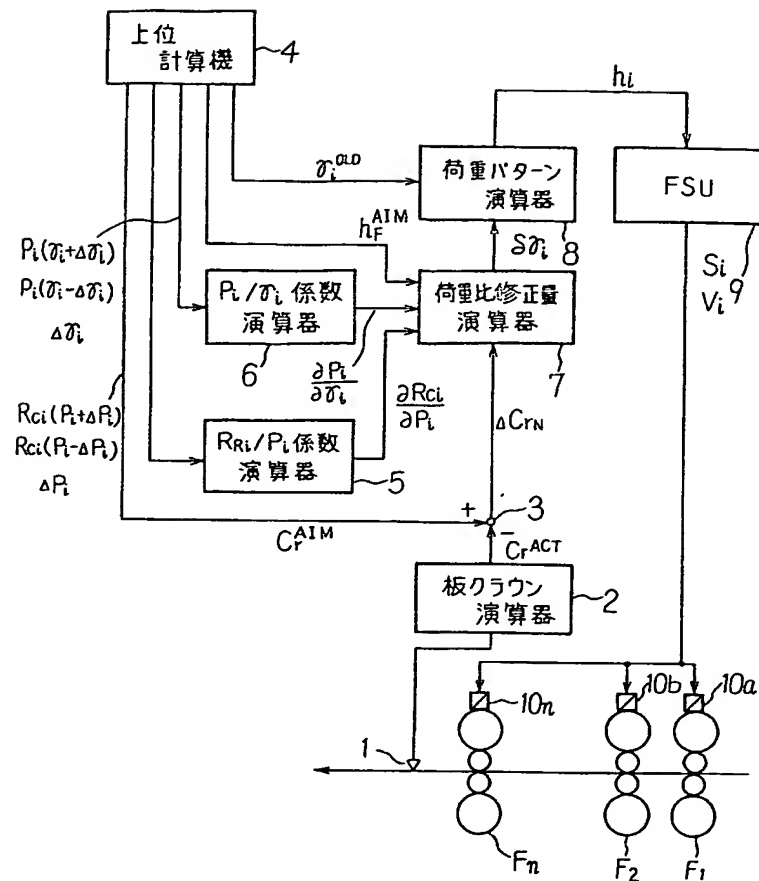 上位
計算機
4
hi
γi^OLD
荷重パターン
演算器
8
FSU
9
Si
Vi
hF^AIM
δγi
Pi(γi+Δγi)
Pi(γi-Δγi)
Δγi
Pi/γi 係数
演算器
6
荷重比修正量
演算器
7
∂Pi/∂γi
∂Rci/∂Pi
ΔCrN
Rci(Pi+ΔPi)
Rci(Pi-ΔPi)
ΔPi
RRi/Pi 係数
演算器
5
+
3
-
Cr^AIM
Cr^ACT
板クラウン
演算器
2
10n
10b
10a
1
Fn
F2
F1